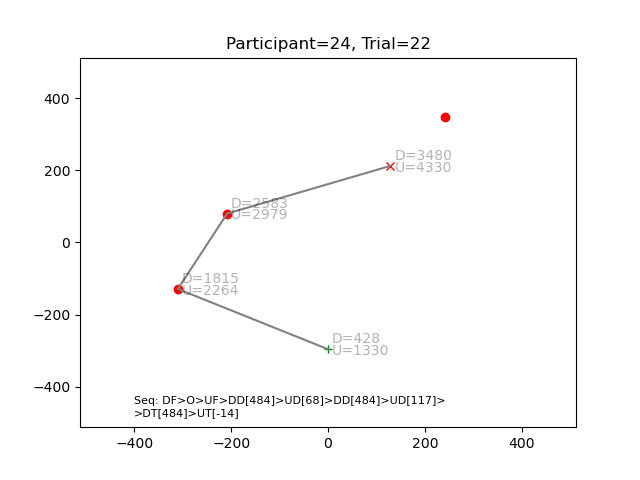 Participant=24, Trial=22
400
200
0
−200
−400
D=3480
U=4330
D=2583
U=2979
D=1815
U=2264
D=428
U=1330
Seq: DF>O>UF>DD[484]>UD[68]>DD[484]>UD[117]>
>DT[484]>UT[-14]
−400 −200 0 200 400